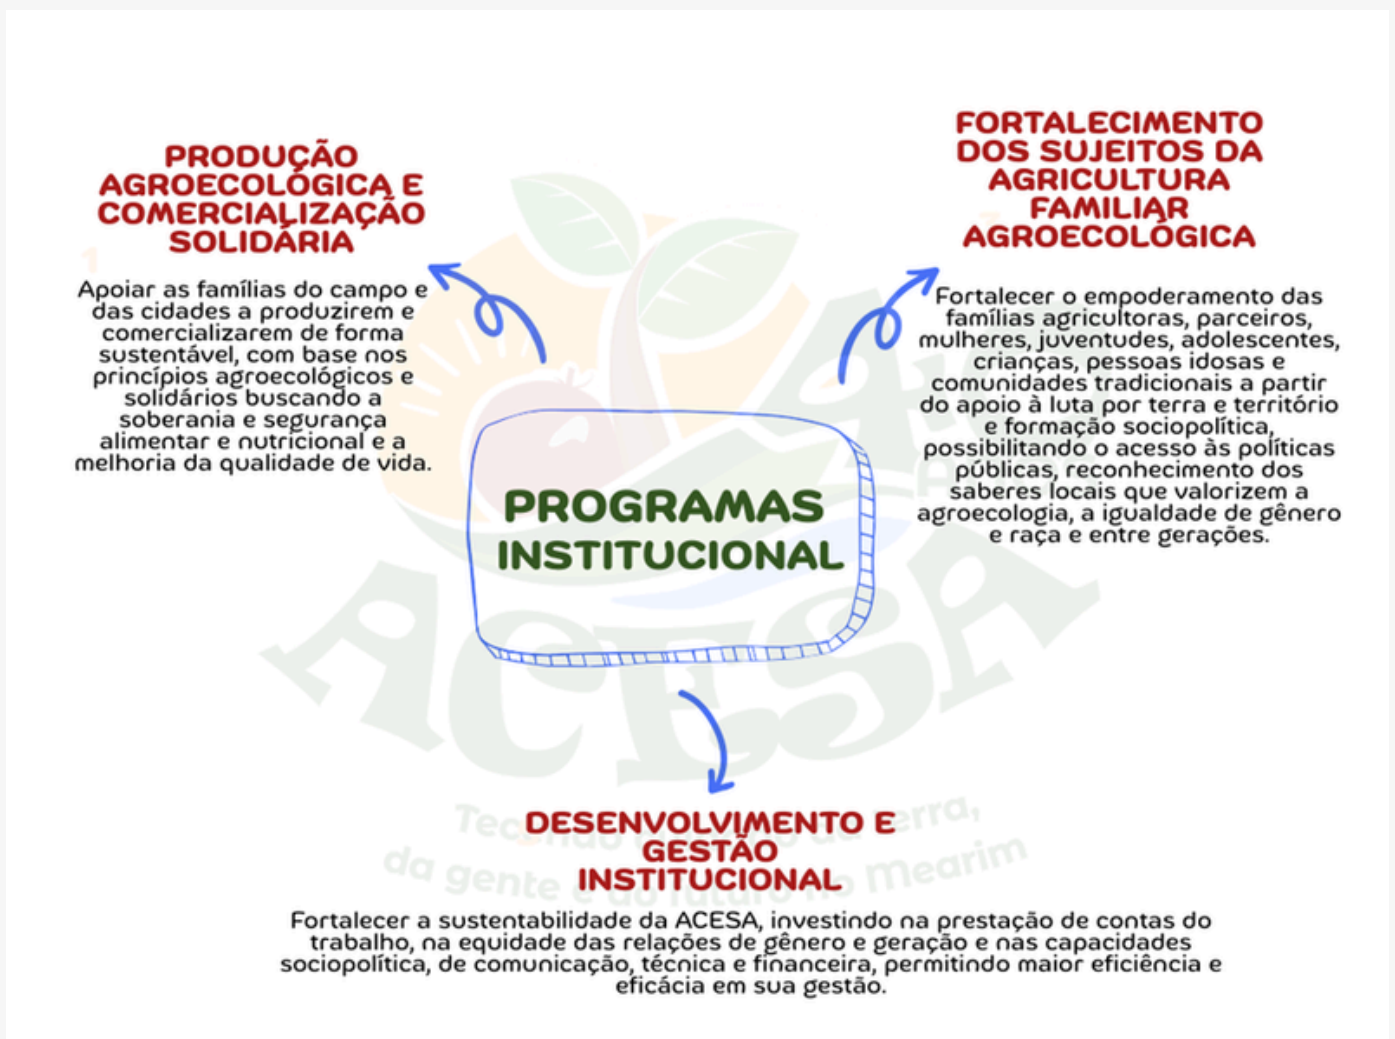 PRODUÇÃO
AGROECOLÓGICA E
COMERCIALIZAÇÃO
SOLIDÁRIA
1
Apoiar as famílias do campo e
das cidades a produzirem e
comercializarem de forma
sustentável, com base nos
princípios agroecológicos e
solidários buscando a
soberania e segurança
alimentar e nutricional e a
melhoria da qualidade de vida.
FORTALECIMENTO
DOS SUJEITOS DA
AGRICULTURA
FAMILIAR
AGROECOLÓGICA
Fortalecer o empoderamento das
famílias agricultoras, parceiros,
mulheres, juventudes, adolescentes,
crianças, pessoas idosas e
comunidades tradicionais a partir
do apoio à luta por terra e território
e formação sociopolítica,
possibilitando o acesso às políticas
públicas, reconhecimento dos
saberes locais que valorizem a
agroecologia, a igualdade de gênero
e raça e entre gerações.
PROGRAMAS
INSTITUCIONAL
ACESA
DESENVOLVIMENTO E
GESTÃO
INSTITUCIONAL
da gente e do futuro no Mearim
Fortalecer a sustentabilidade da ACESA, investindo na prestação de contas do
trabalho, na equidade das relações de gênero e geração e nas capacidades
sociopolítica, de comunicação, técnica e financeira, permitindo maior eficiência e
eficácia em sua gestão.